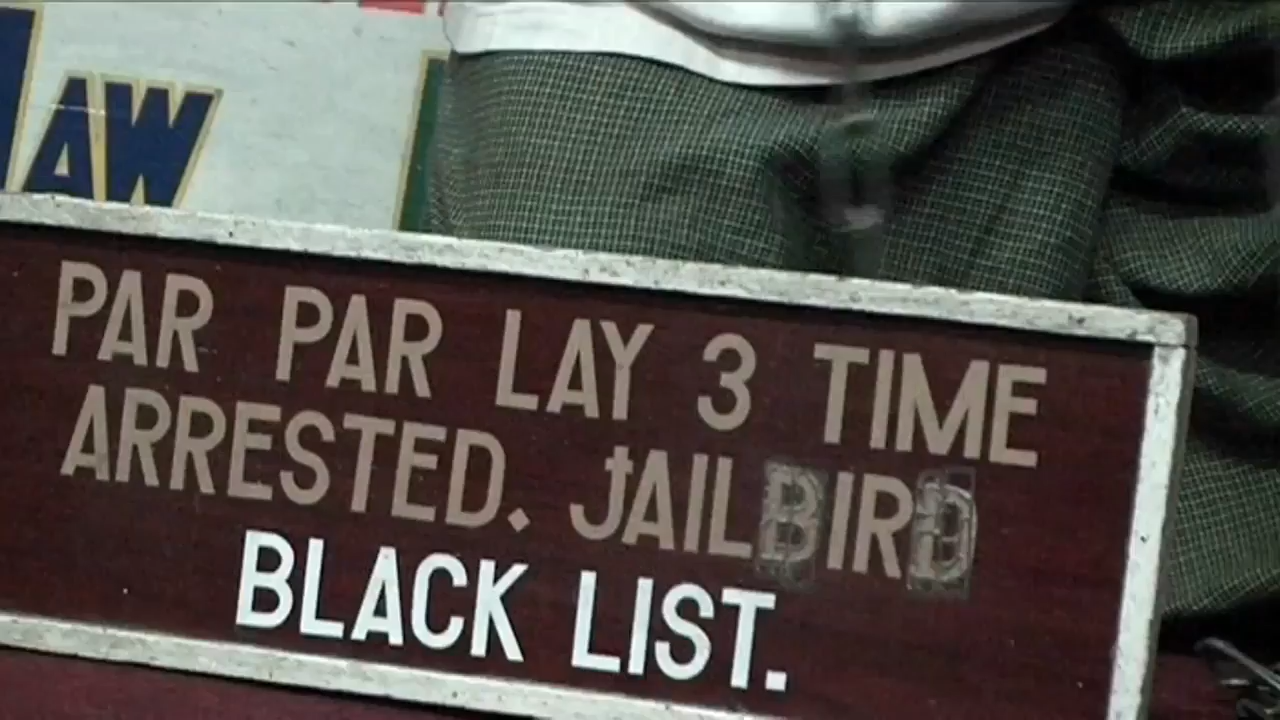 AW
PAR PAR LAY 3 TIME
ARRESTED. JAILBIRD
BLACK LIST.